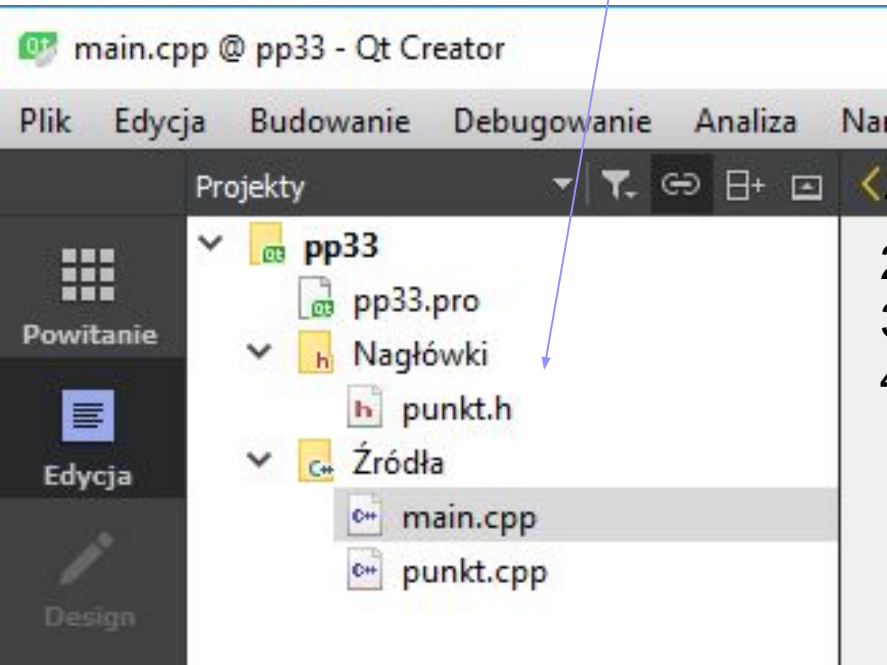 main.cpp @ pp33 - Qt Creator
Plik Edycja Budowanie Debugowanie Analiza
Projekty
pp33
pp33.pro
Powitanie
Nagłówki
punkt.h
Źródła
Edycja
main.cpp
punkt.cpp
Design